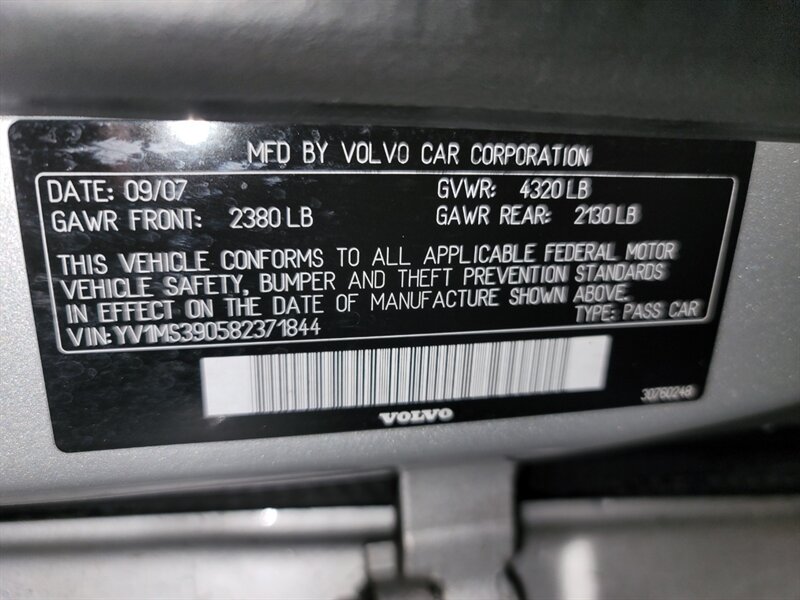 MFD BY VOLVO CAR CORPORATION
DATE: 09/07 GVWR: 4320 LB
GAWR FRONT: 2380 LB GAWR REAR: 2130 LB
THIS VEHICLE CONFORMS TO ALL APPLICABLE FEDERAL MOTOR
VEHICLE SAFETY, BUMPER AND THEFT PREVENTION STANDARDS
IN EFFECT ON THE DATE OF MANUFACTURE SHOWN ABOVE.
VIN:YV1MS390582371844 TYPE: PASS CAR
VOLVO
30760248